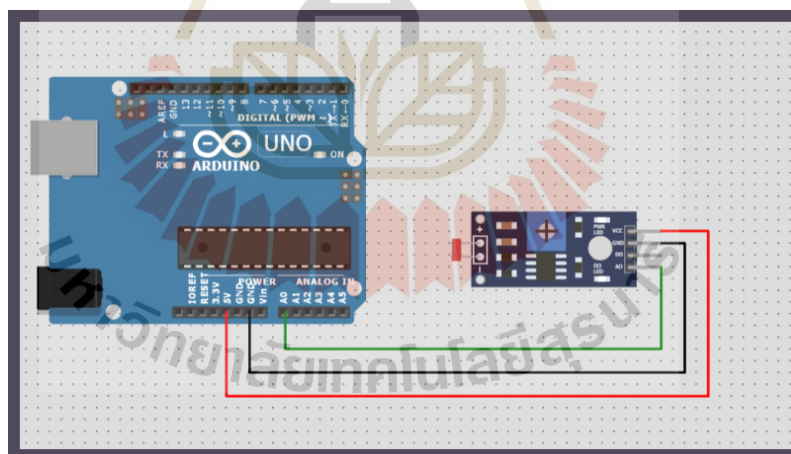 AREF
GND
13
12
~11
~10
~9
8
7
~6
~5
4
~3
2
TX→1
RX←0
DIGITAL (PWM ~)
L
TX
RX
UNO
ARDUINO
ON
PWR LED
VCC
GND
DO
AO
DO LED
+
-
POWER
ANALOG IN
IOREF
RESET
3.3V
5V
GND
GND
Vin
A0
A1
A2
A3
A4
A5
มหาวิทยาลัยเทคโนโลยีสุรนารี